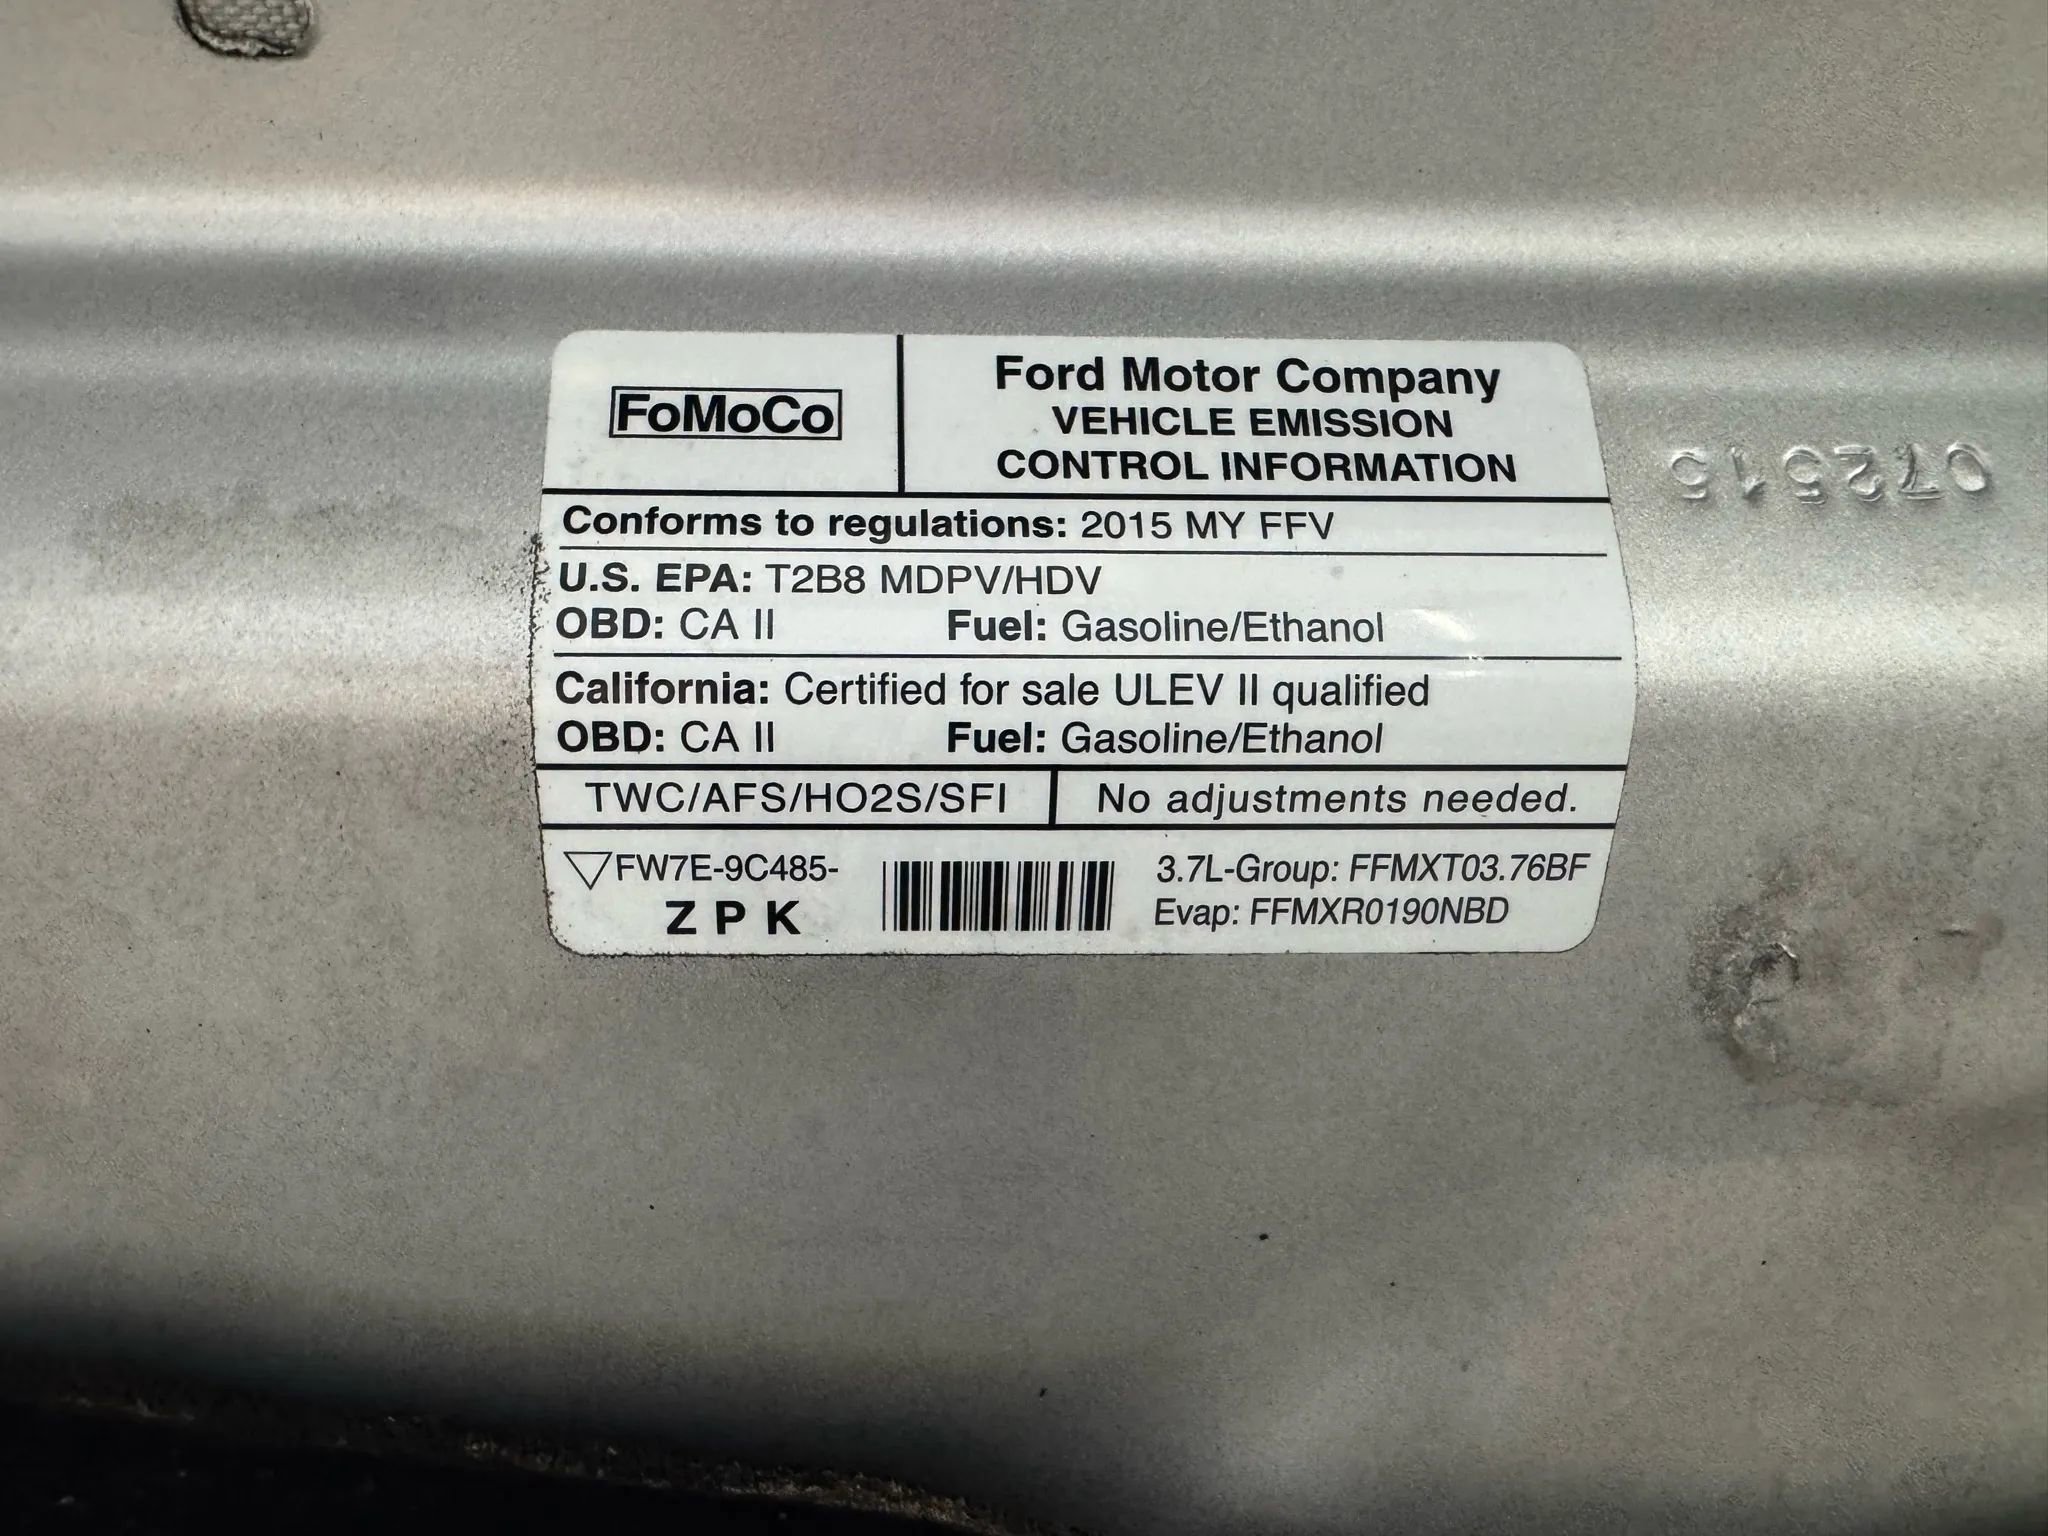 FoMoCo
Ford Motor Company
VEHICLE EMISSION
CONTROL INFORMATION
Conforms to regulations: 2015 MY FFV
U.S. EPA: T2B8 MDPV/HDV
OBD: CA II Fuel: Gasoline/Ethanol
California: Certified for sale ULEV II qualified
OBD: CA II Fuel: Gasoline/Ethanol
TWC/AFS/HO2S/SFI
No adjustments needed.
FW7E-9C485-
Z P K
3.7L-Group: FFMXT03.76BF
Evap: FFMXR0190NBD